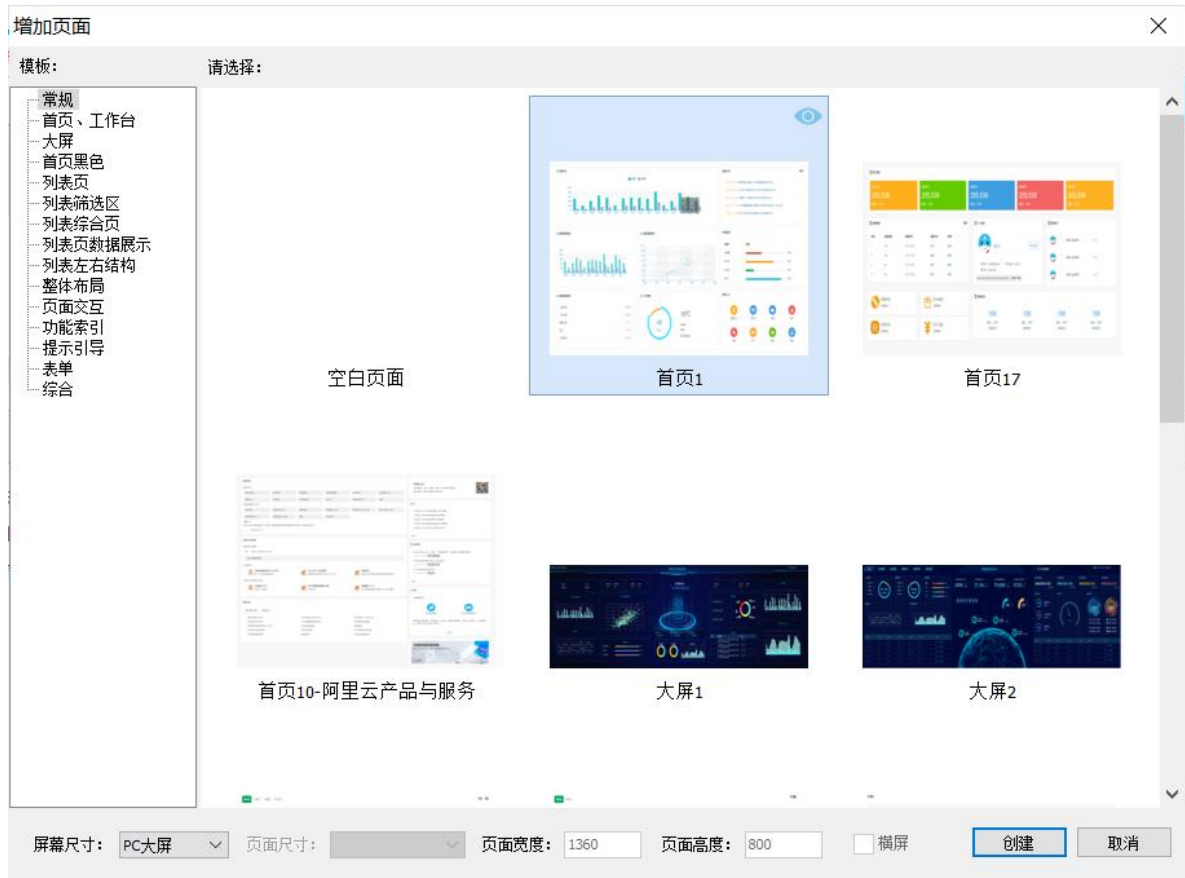 增加页面
模板：
请选择：
常规
首页、工作台
大屏
首页黑色
列表页
列表筛选区
列表综合页
列表页数据展示
列表左右结构
整体布局
页面交互
功能索引
提示引导
表单
综合
空白页面
首页1
首页17
首页10-阿里云产品与服务
大屏1
大屏2
屏幕尺寸： PC大屏 页面尺寸： 页面宽度： 1360 页面高度： 800 横屏 创建 取消